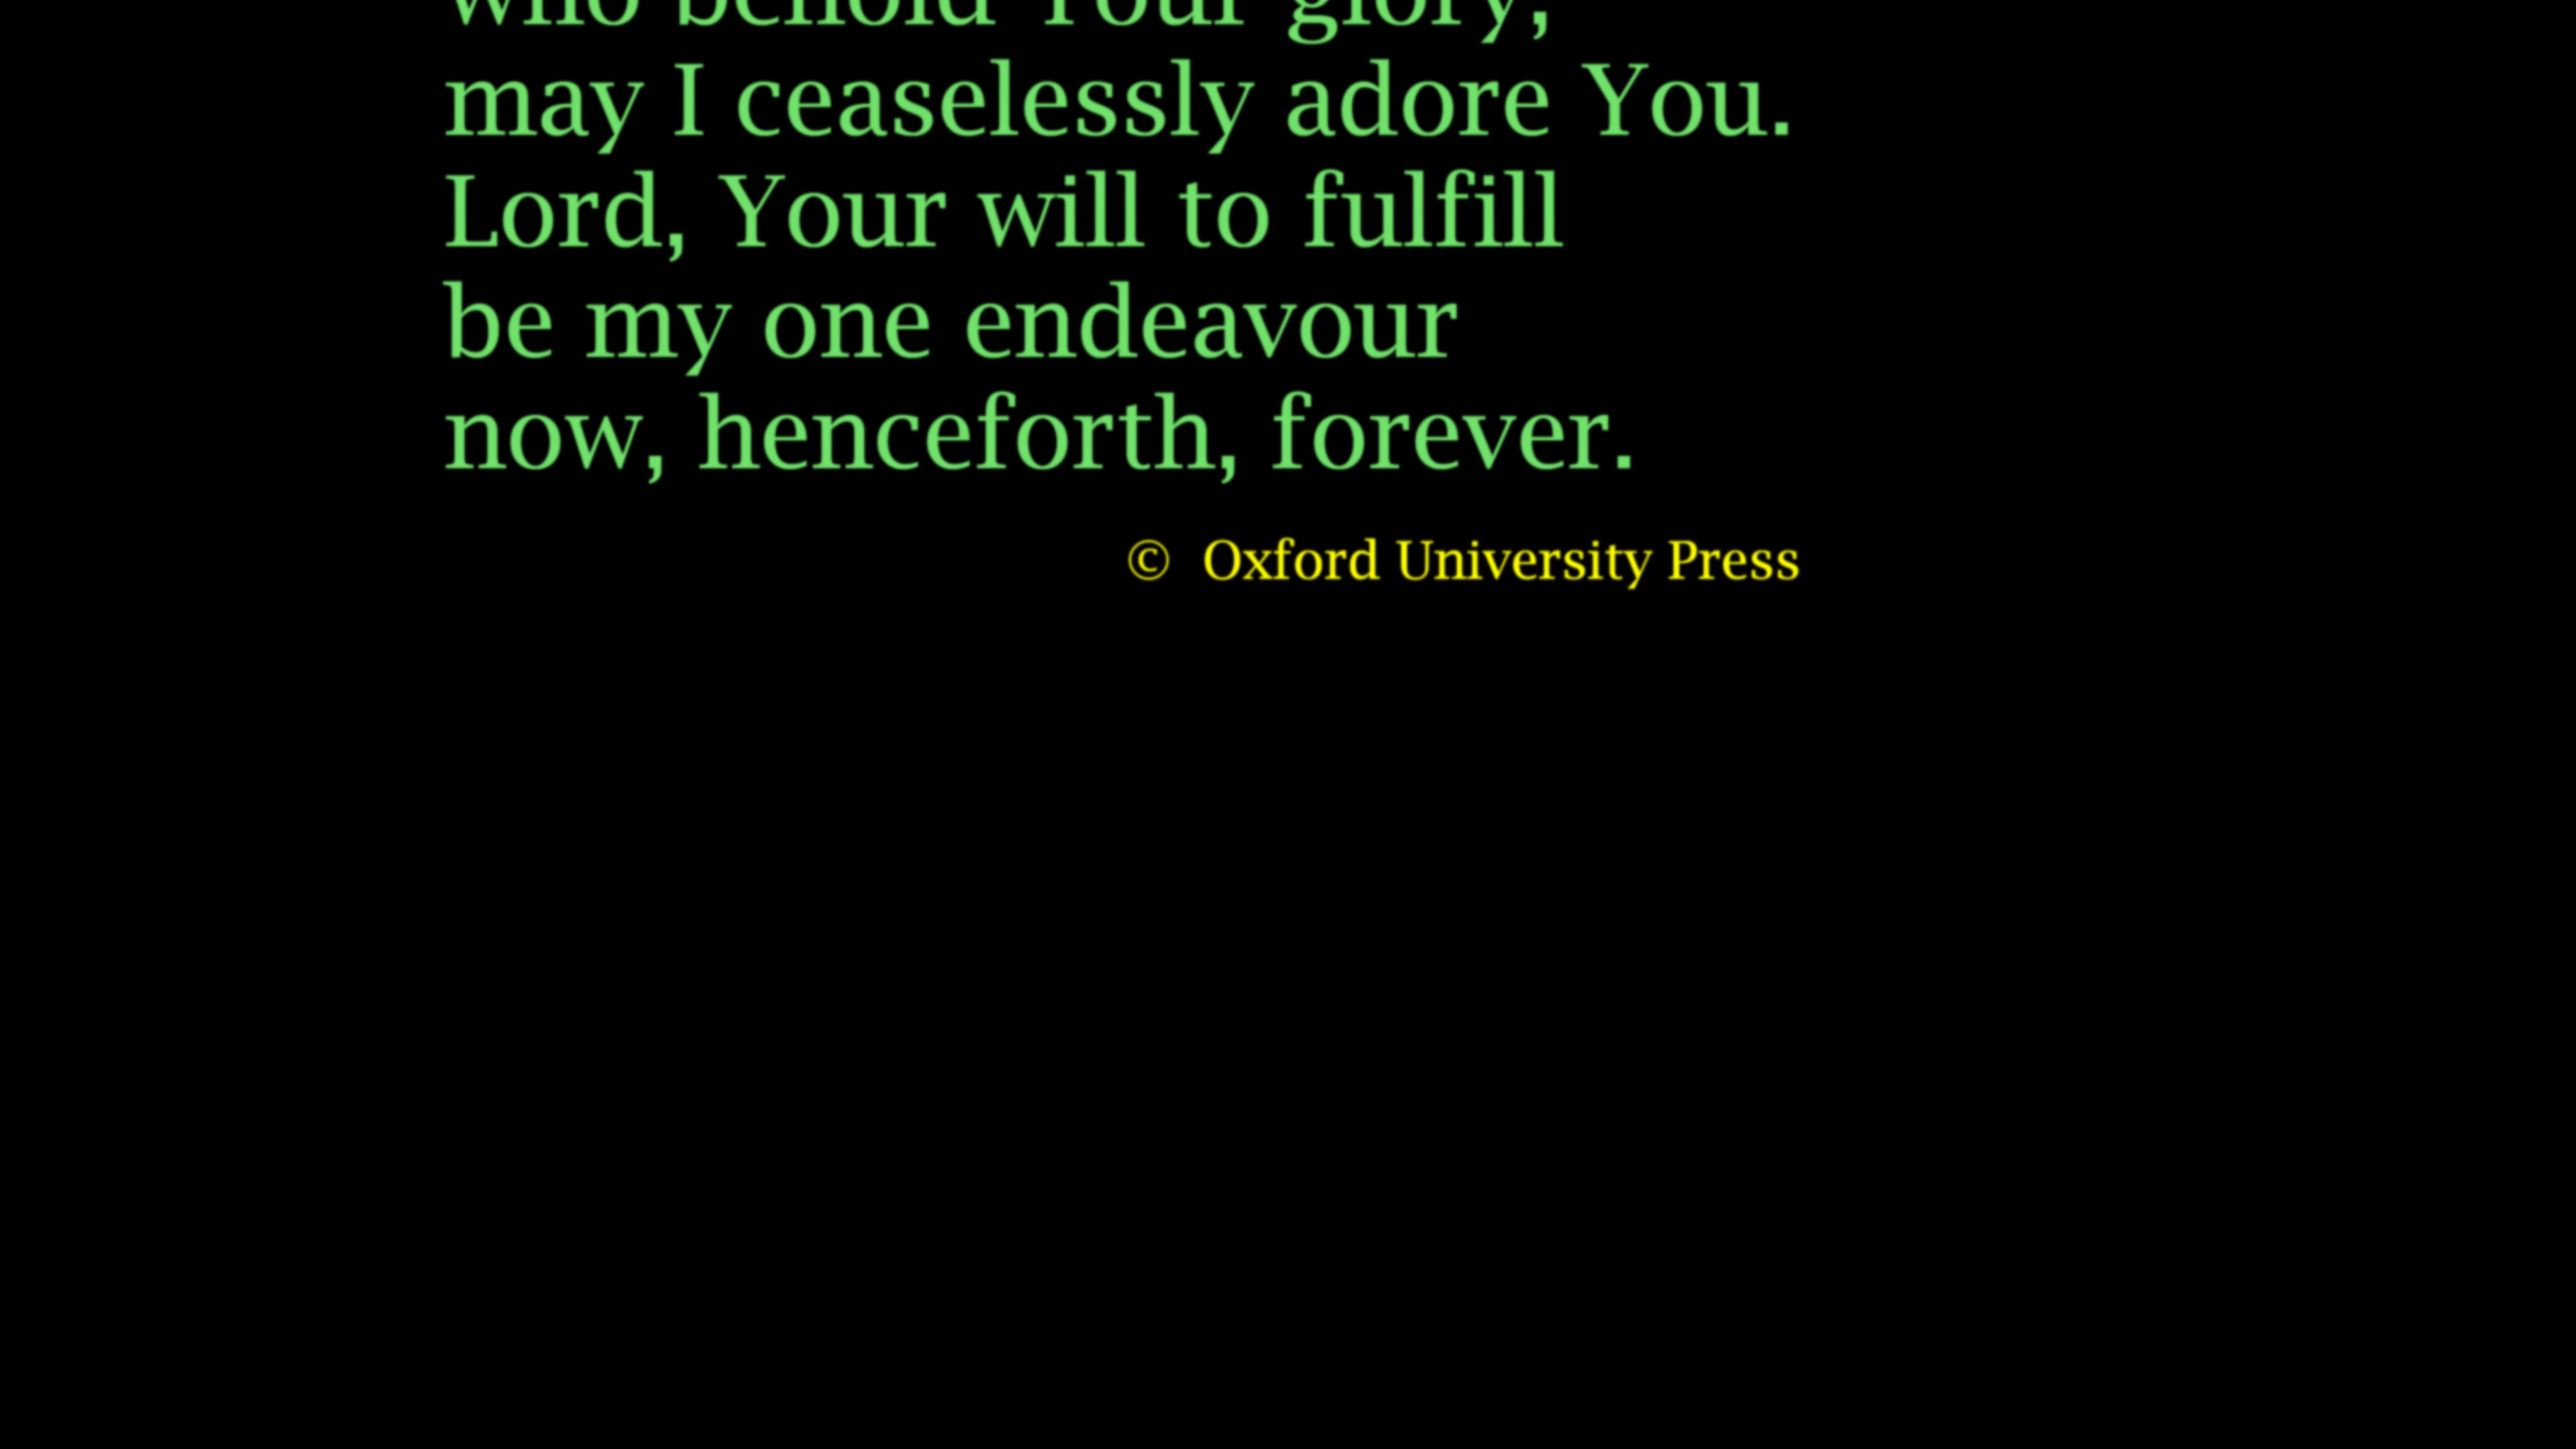 who behold Your glory,
may I ceaselessly adore You.
Lord, Your will to fulfill
be my one endeavour
now, henceforth, forever.
© Oxford University Press